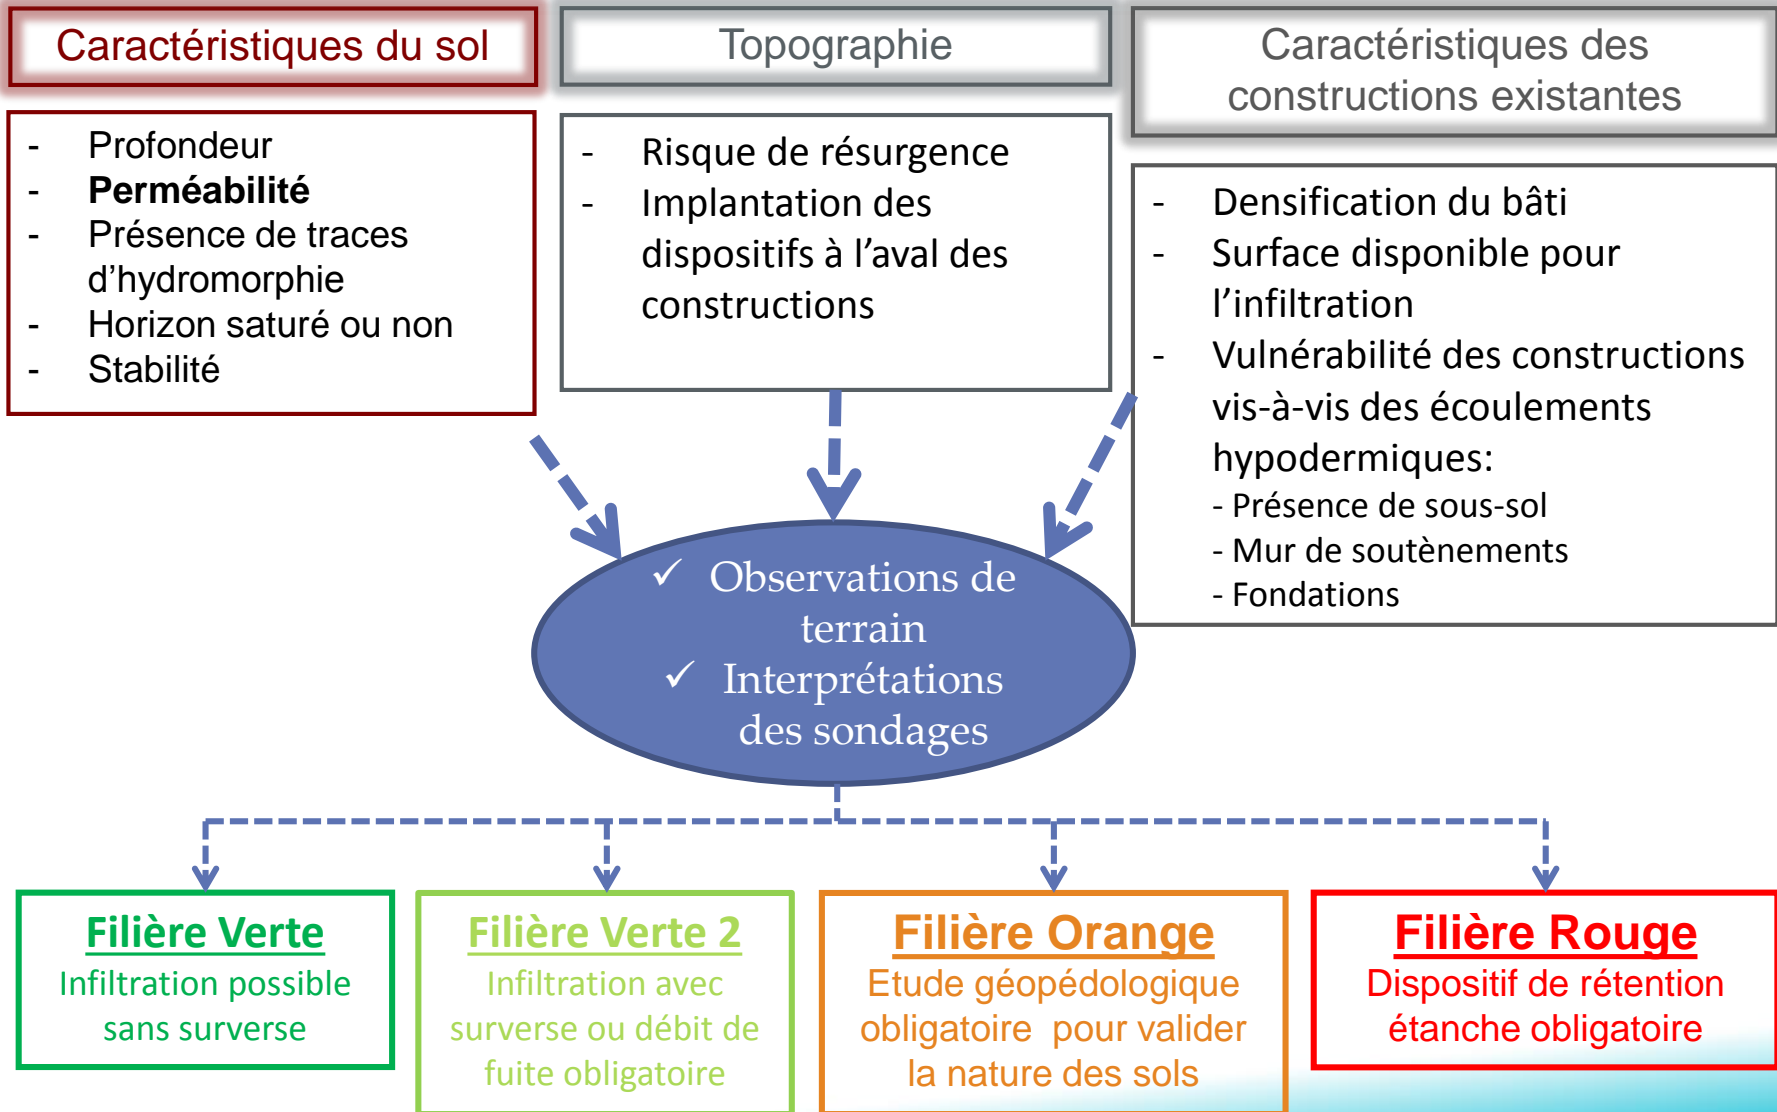 Caractéristiques du sol
- Profondeur
- Perméabilité
- Présence de traces
d'hydromorphie
- Horizon saturé ou non
- Stabilité
Topographie
- Risque de résurgence
- Implantation des
dispositifs à l'aval des
constructions
Caractéristiques des
constructions existantes
- Densification du bâti
- Surface disponible pour
l'infiltration
- Vulnérabilité des constructions
vis-à-vis des écoulements
hypodermiques:
- Présence de sous-sol
- Mur de soutènements
- Fondations
✓ Observations de
terrain
✓ Interprétations
des sondages
Filière Verte
Infiltration possible
sans surverse
Filière Verte 2
Infiltration avec
surverse ou débit de
fuite obligatoire
Filière Orange
Etude géopédologique
obligatoire pour valider
la nature des sols
Filière Rouge
Dispositif de rétention
étanche obligatoire